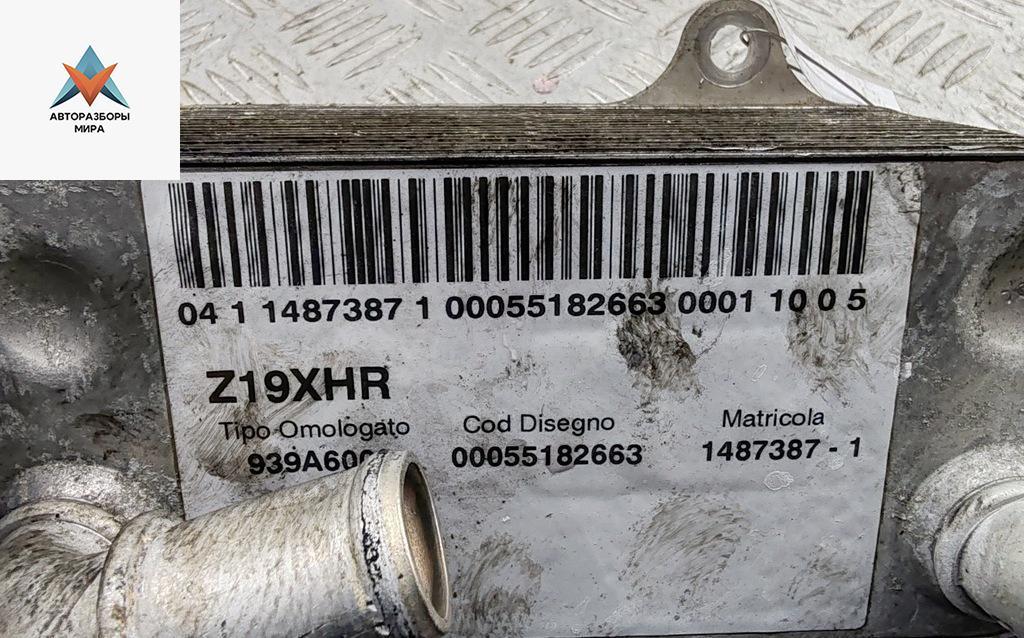 АВТОРАЗБОРЫ
МИРА
04 1 1487387 1 00055182663 0001 10 0 5
Z19XHR
Tipo Omologato Cod Disegno Matricola
00055182663 1487387 - 1